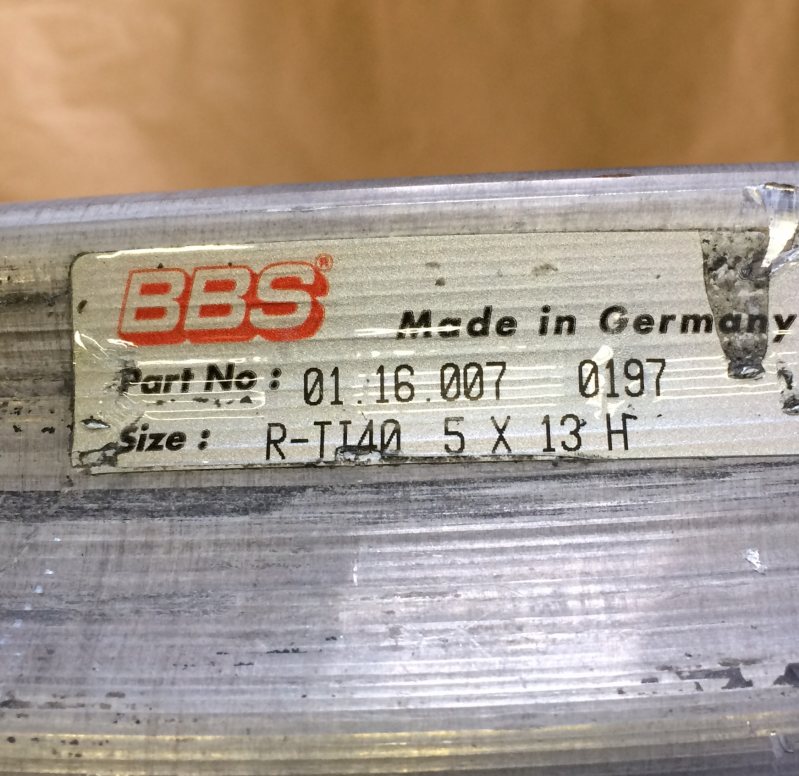 BBS®
Made in Germany
Part No : 01.16.007 0197
Size : R-TI40 5 X 13 H